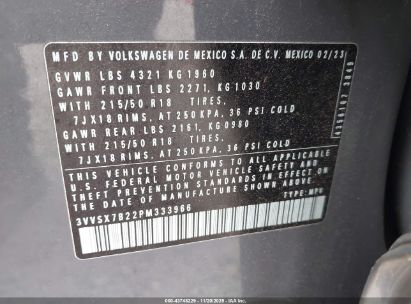 MFD BY VOLKSWAGEN DE MEXICO S.A. DE C.V. MEXICO 02/23
GVWR LBS 4321 KG 1960
GAWR FRONT LBS 2271, KG 1030
WITH 215/50 R18 TIRES.
7JX18 RIMS, AT 250 KPA, 36 PSI COLD
GAWR REAR LBS 2161, KG 0980
WITH 215/50 R18 TIRES.
7JX18 RIMS, AT 250 KPA, 36 PSI COLD
THIS VEHICLE CONFORMS TO ALL APPLICABLE
U.S. FEDERAL MOTOR VEHICLE SAFETY AND
THEFT PREVENTION STANDARDS IN EFFECT ON
THE DATE OF MANUFACTURE SHOWN ABOVE.
3VVSX7B22PM333966 TYPE: MPV